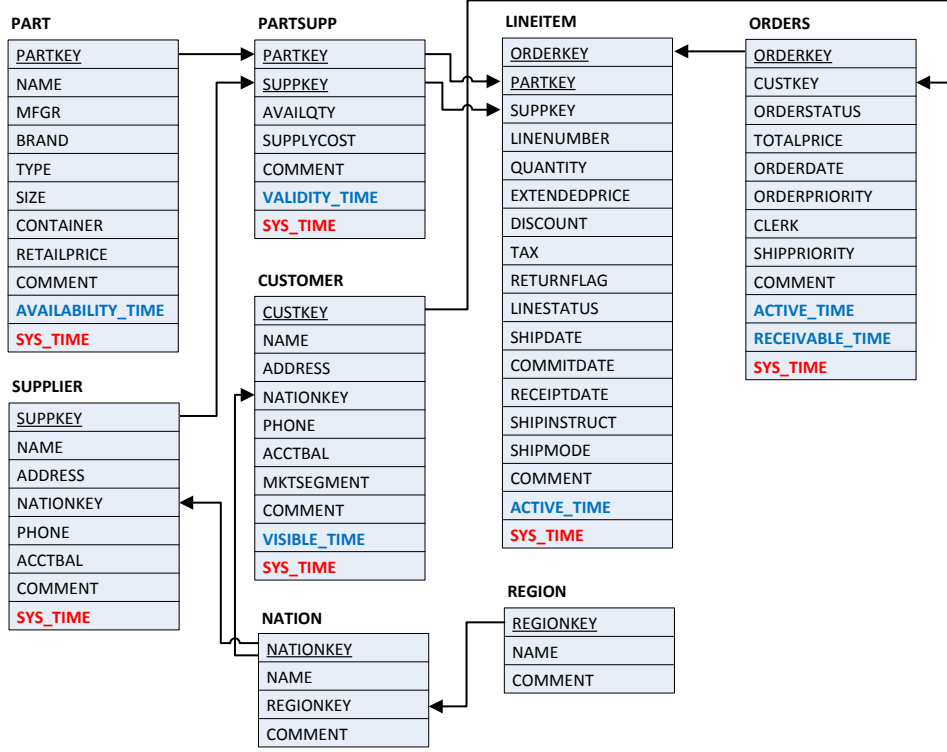 PART
PARTKEY
NAME
MFGR
BRAND
TYPE
SIZE
CONTAINER
RETAILPRICE
COMMENT
AVAILABILITY_TIME
SYS_TIME
PARTSUPP
PARTKEY
SUPPKEY
AVAILQTY
SUPPLYCOST
COMMENT
VALIDITY_TIME
SYS_TIME
LINEITEM
ORDERKEY
PARTKEY
SUPPKEY
LINENUMBER
QUANTITY
EXTENDEDPRICE
DISCOUNT
TAX
RETURNFLAG
LINESTATUS
SHIPDATE
COMMITDATE
RECEIPTDATE
SHIPINSTRUCT
SHIPMODE
COMMENT
ACTIVE_TIME
SYS_TIME
ORDERS
ORDERKEY
CUSTKEY
ORDERSTATUS
TOTALPRICE
ORDERDATE
ORDERPRIORITY
CLERK
SHIPPRIORITY
COMMENT
ACTIVE_TIME
RECEIVABLE_TIME
SYS_TIME
CUSTOMER
CUSTKEY
NAME
ADDRESS
NATIONKEY
PHONE
ACCTBAL
MKTSEGMENT
COMMENT
VISIBLE_TIME
SYS_TIME
SUPPLIER
SUPPKEY
NAME
ADDRESS
NATIONKEY
PHONE
ACCTBAL
COMMENT
SYS_TIME
NATION
NATIONKEY
NAME
REGIONKEY
COMMENT
REGION
REGIONKEY
NAME
COMMENT